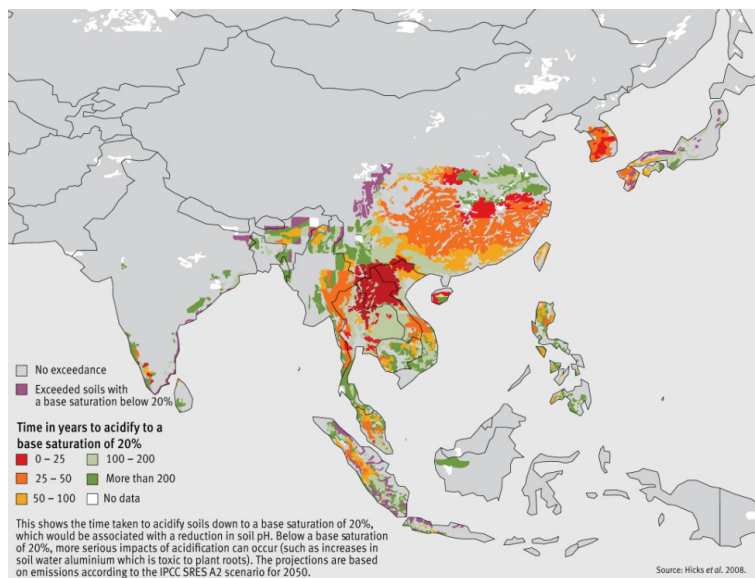 No exceedance
Exceeded soils with
a base saturation below 20%
Time in years to acidify to a
base saturation of 20%
0 – 25
100 – 200
25 – 50
More than 200
50 – 100
No data
This shows the time taken to acidify soils down to a base saturation of 20%,
which would be associated with a reduction in soil pH. Below a base saturation
of 20%, more serious impacts of acidification can occur (such as increases in
soil water aluminium which is toxic to plant roots). The projections are based
on emissions according to the IPCC SRES A2 scenario for 2050.
Source: Hicks et al. 2008.